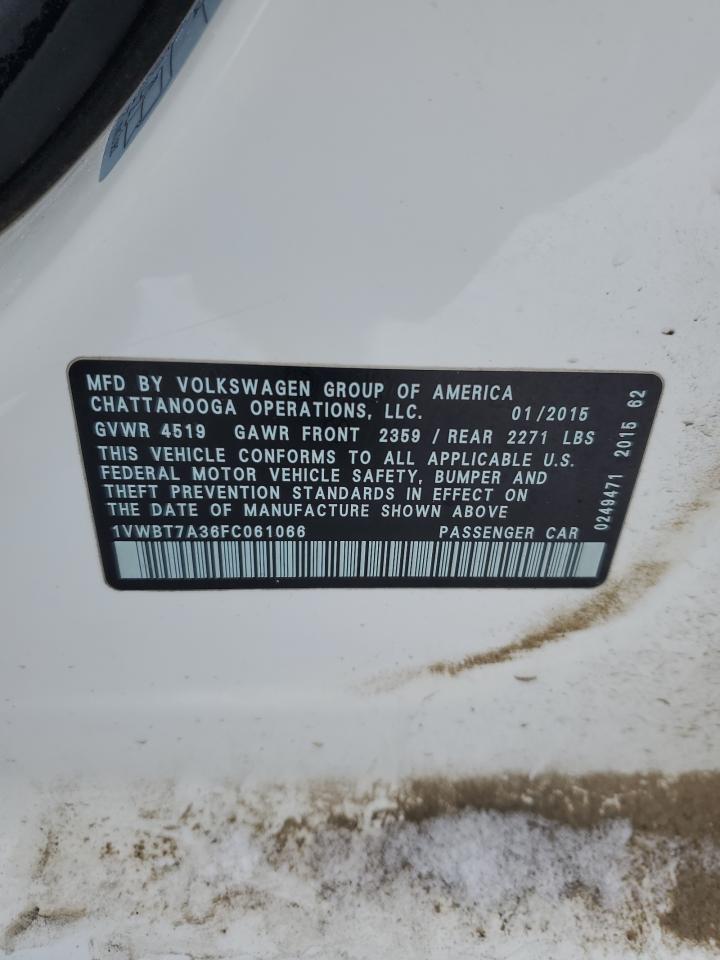 MFD BY VOLKSWAGEN GROUP OF AMERICA
CHATTANOOGA OPERATIONS, LLC. 01/2015
GVWR 4519 GAWR FRONT 2359 / REAR 2271 LBS
THIS VEHICLE CONFORMS TO ALL APPLICABLE U.S.
FEDERAL MOTOR VEHICLE SAFETY, BUMPER AND
THEFT PREVENTION STANDARDS IN EFFECT ON
THE DATE OF MANUFACTURE SHOWN ABOVE
1VWBT7A36FC061066 PASSENGER CAR
0249471 2015 62